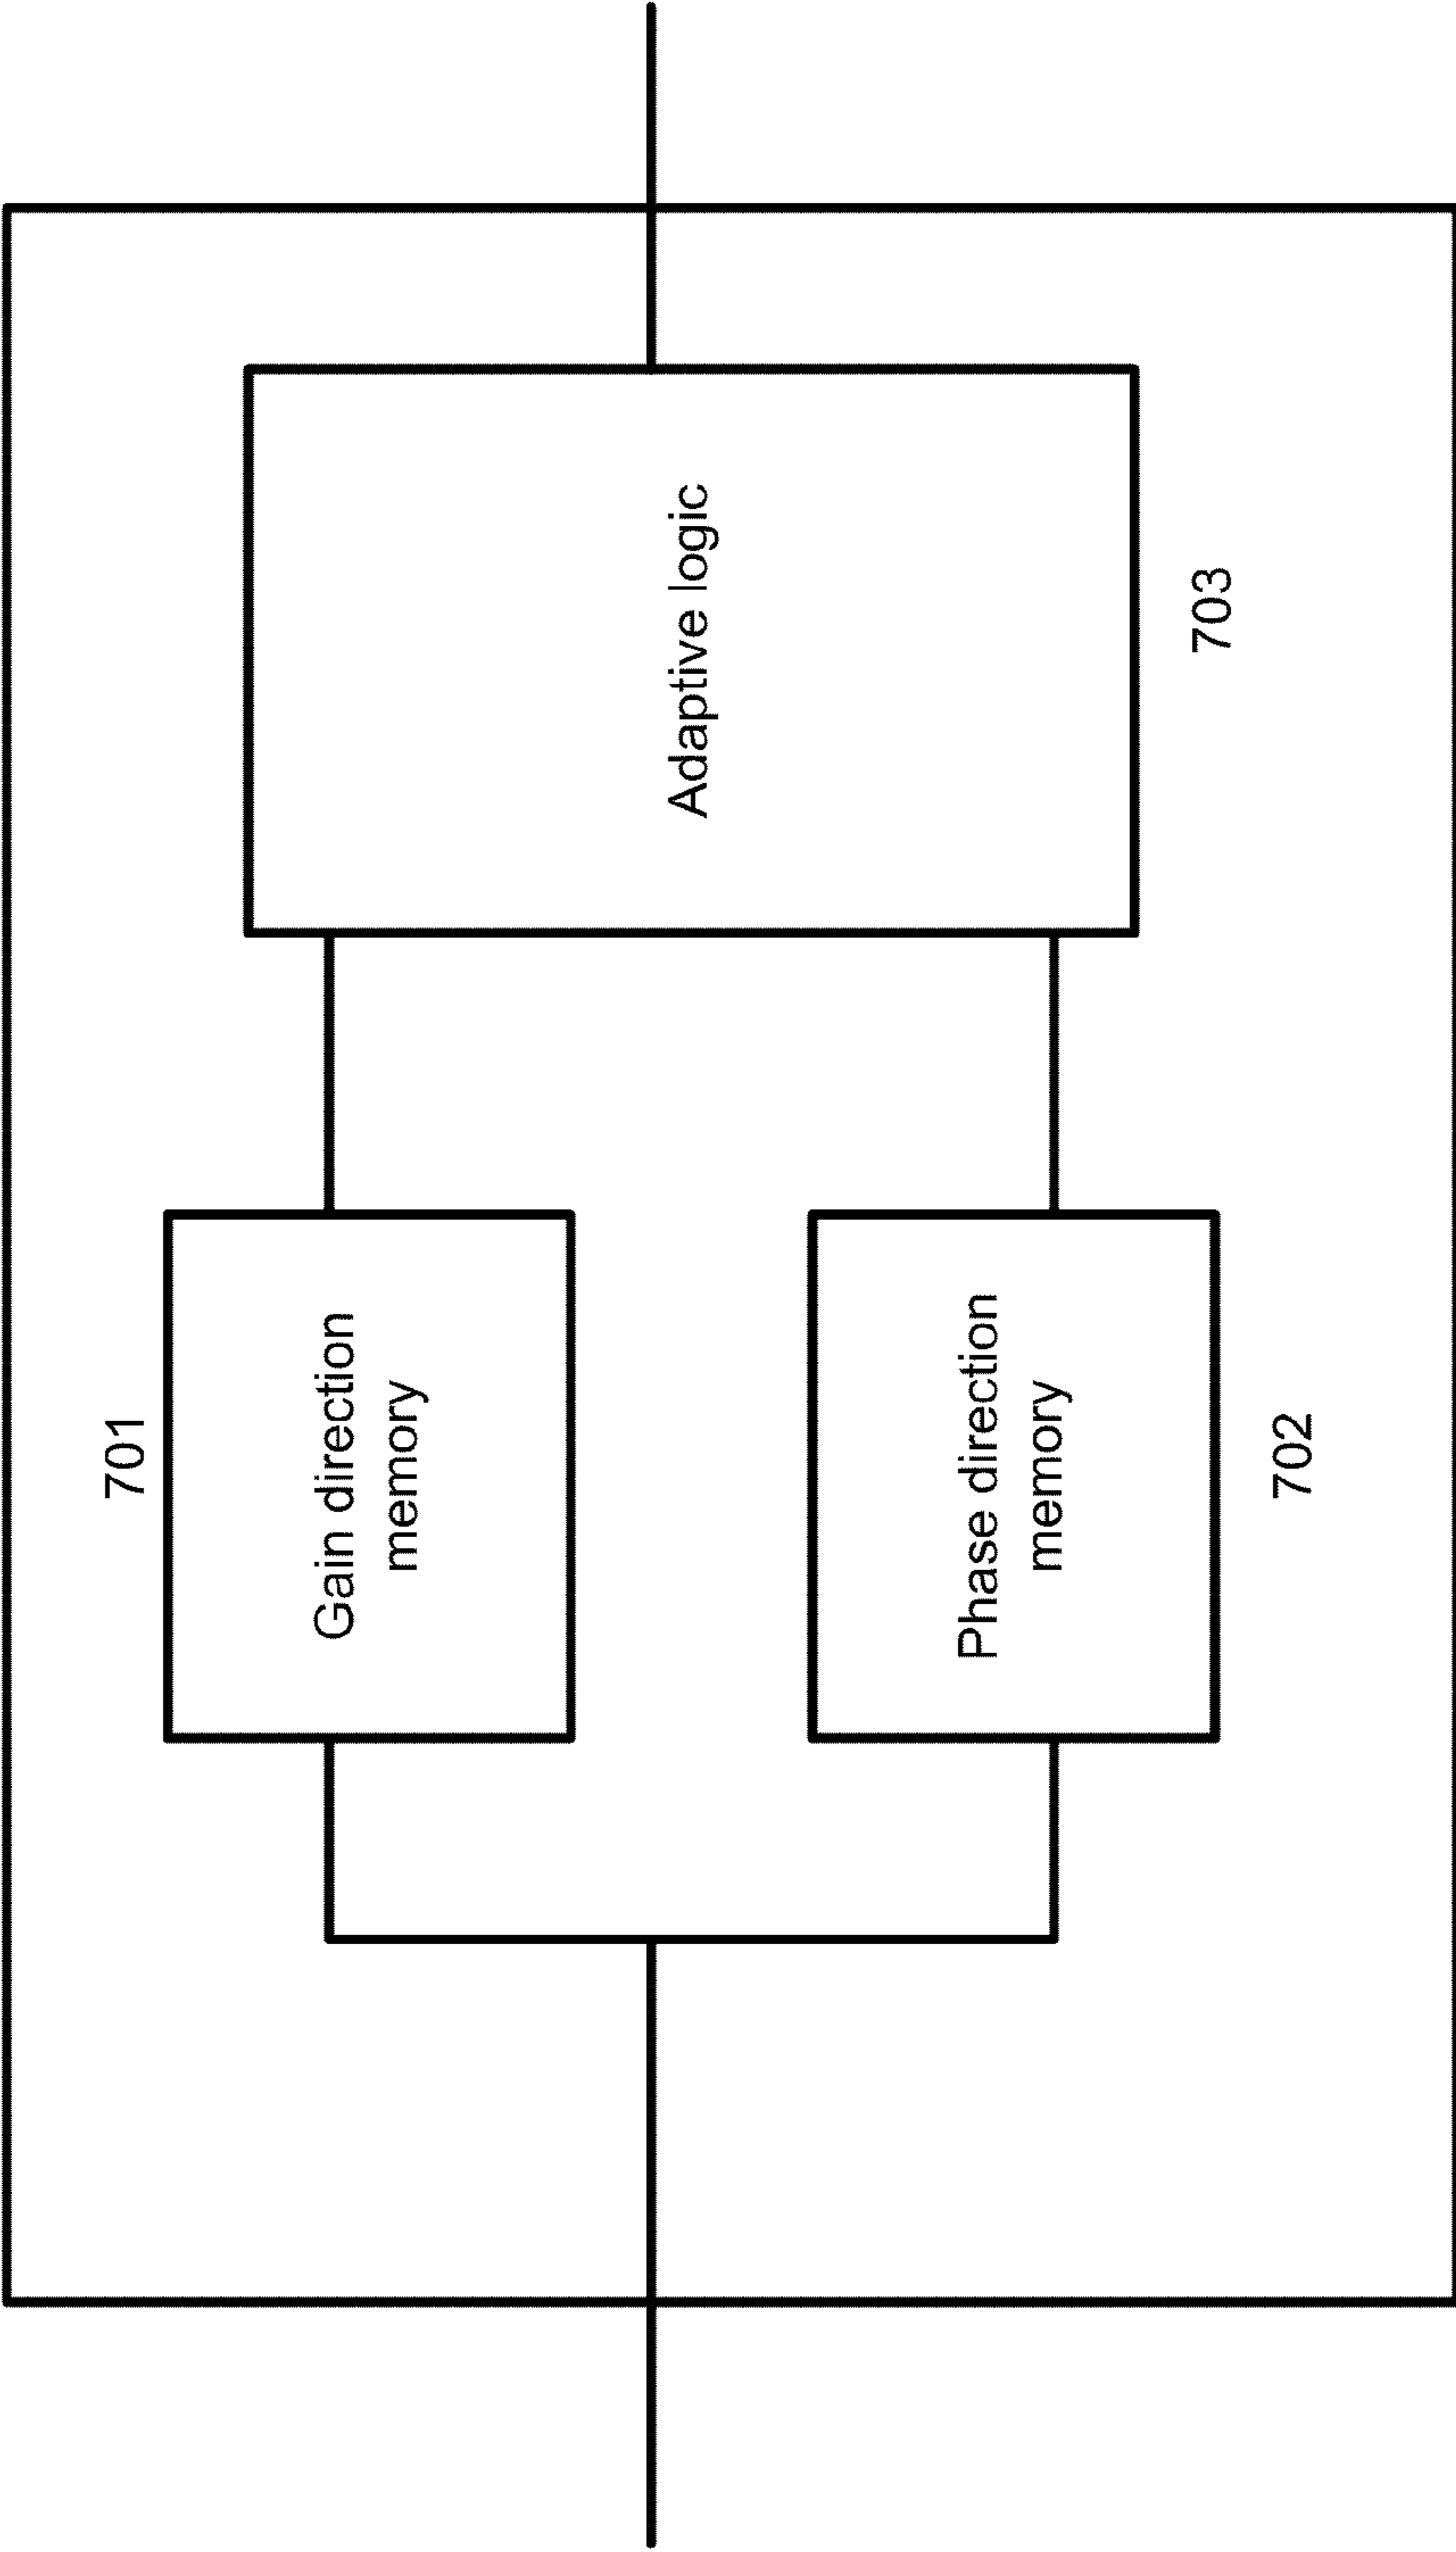 701
Gain direction
memory
Phase direction
memory
702
Adaptive logic
703